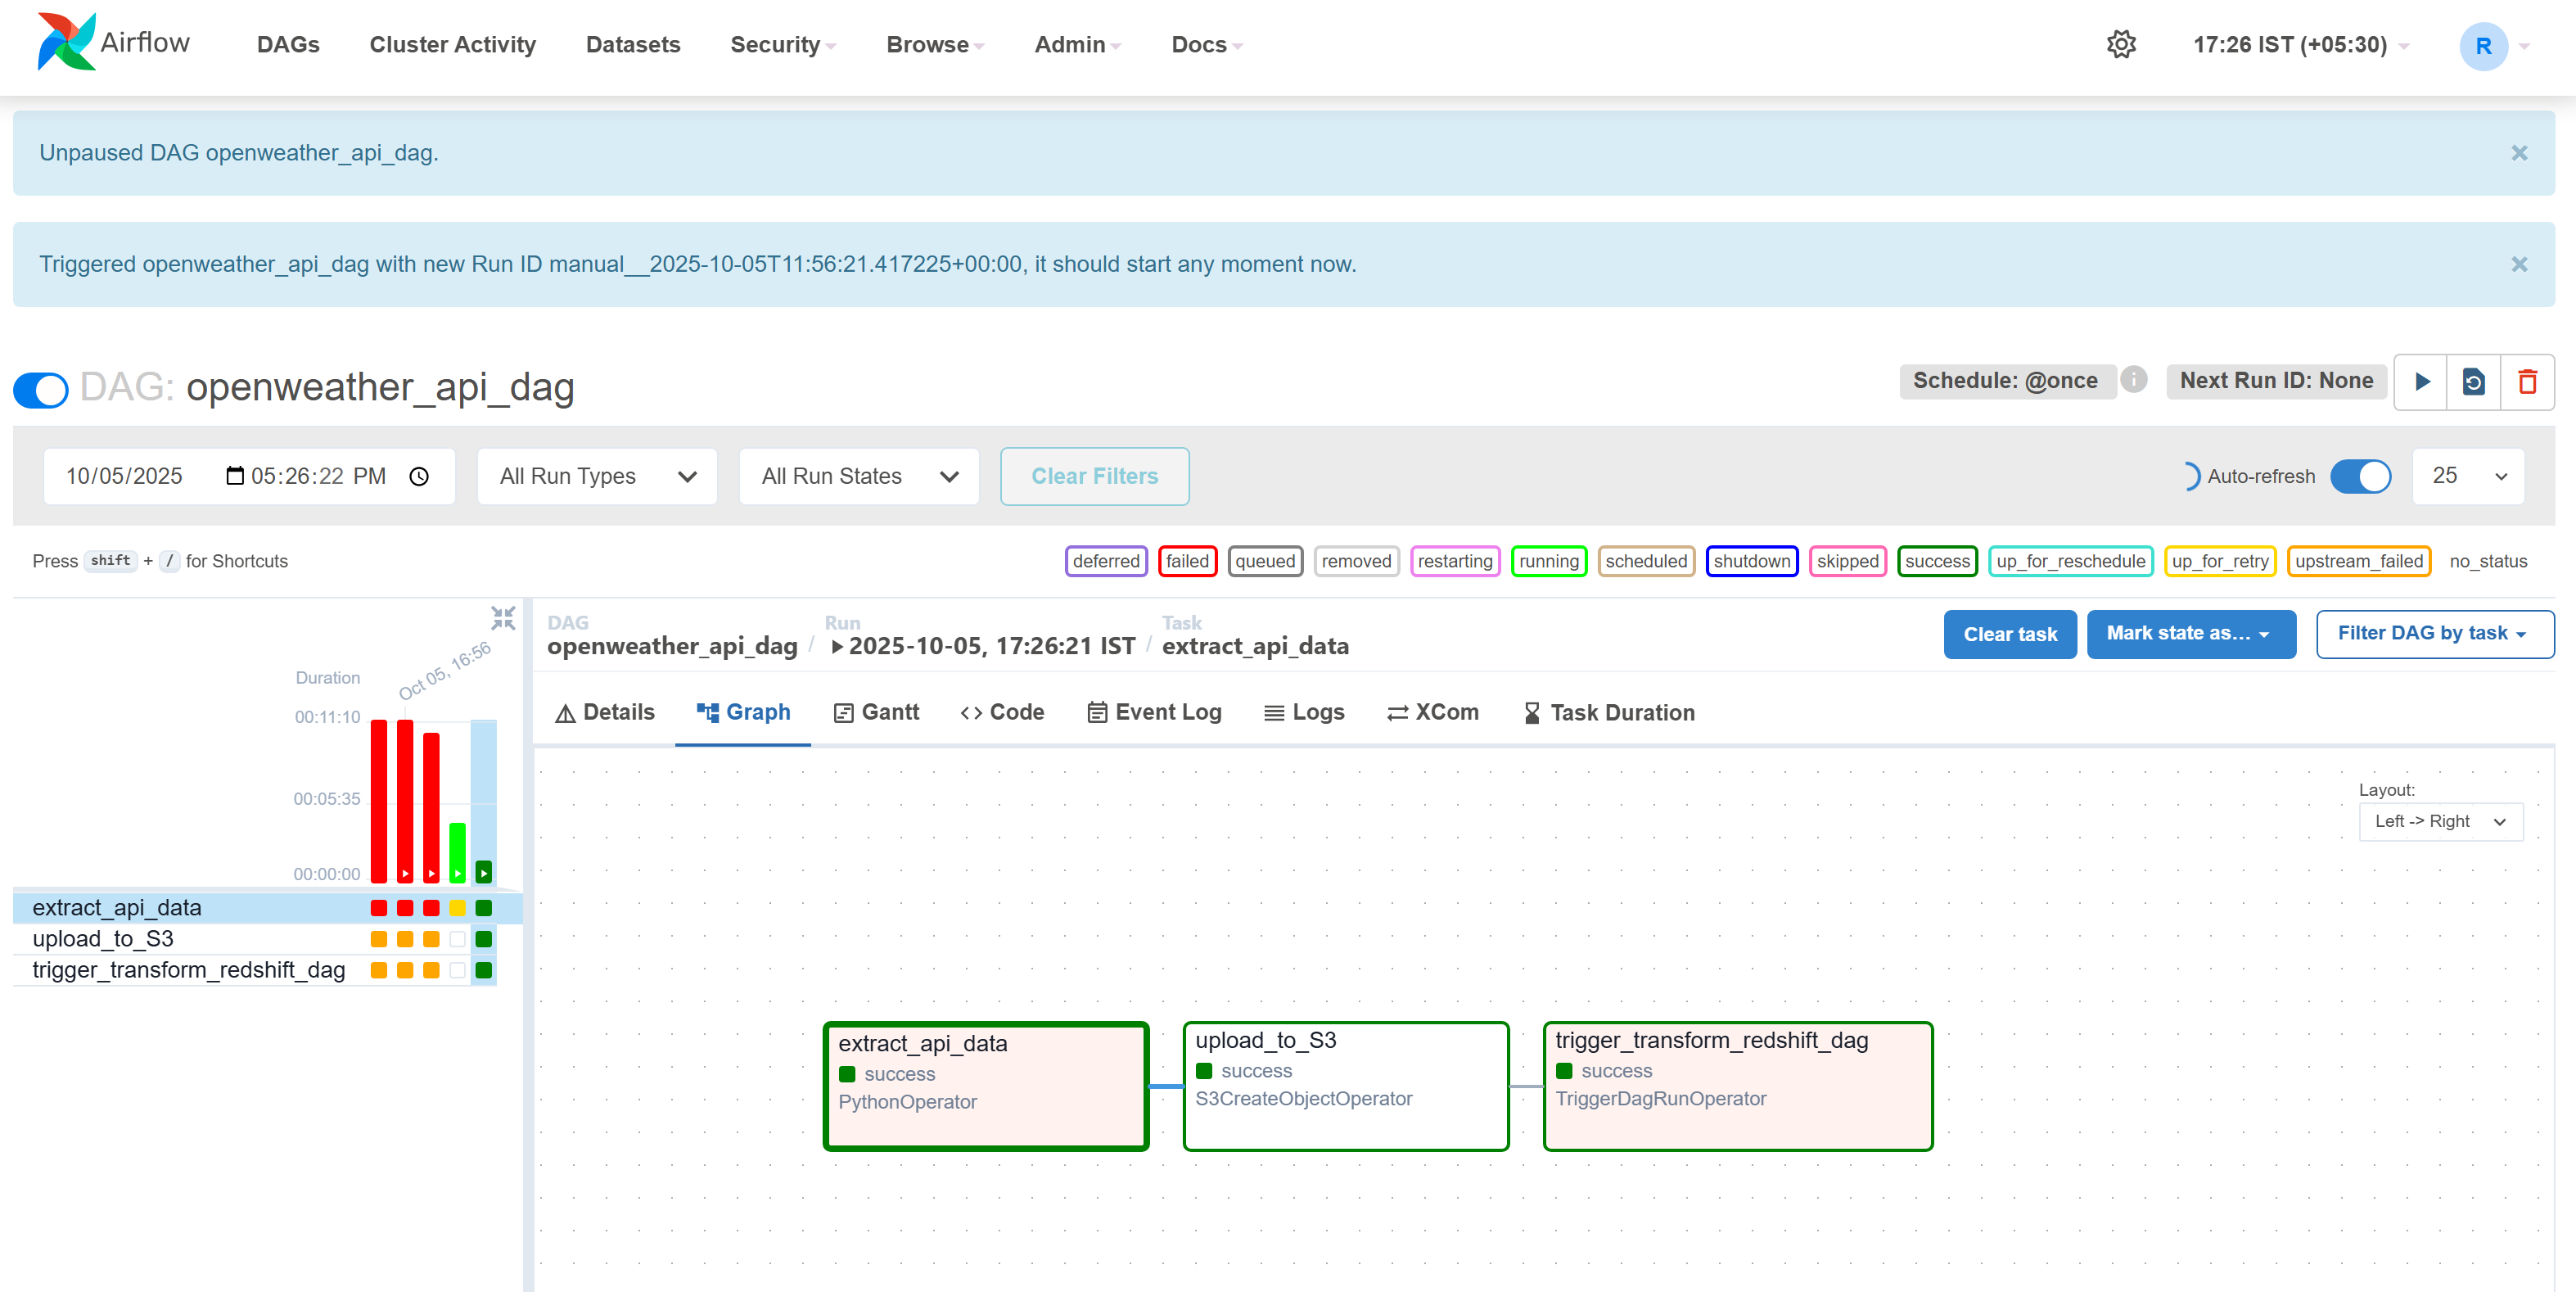 Airflow DAGs Cluster Activity Datasets Security Browse Admin Docs 17:26 IST (+05:30) R
Unpaused DAG openweather_api_dag. ×
Triggered openweather_api_dag with new Run ID manual__2025-10-05T11:56:21.417225+00:00, it should start any moment now. ×
DAG: openweather_api_dag Schedule: @once i Next Run ID: None
10/05/2025 05:26:22 PM All Run Types All Run States Clear Filters Auto-refresh 25
Press shift + / for Shortcuts deferred failed queued removed restarting running scheduled shutdown skipped success up_for_reschedule up_for_retry upstream_failed no_status
Duration
Oct 05, 16:56
00:11:10
00:05:35
00:00:00
extract_api_data
upload_to_S3
trigger_transform_redshift_dag
DAG Run Task
openweather_api_dag / 2025-10-05, 17:26:21 IST / extract_api_data
Clear task Mark state as... Filter DAG by task
Details Graph Gantt Code Event Log Logs XCom Task Duration
Layout:
Left -> Right
extract_api_data
success
PythonOperator
upload_to_S3
success
S3CreateObjectOperator
trigger_transform_redshift_dag
success
TriggerDagRunOperator